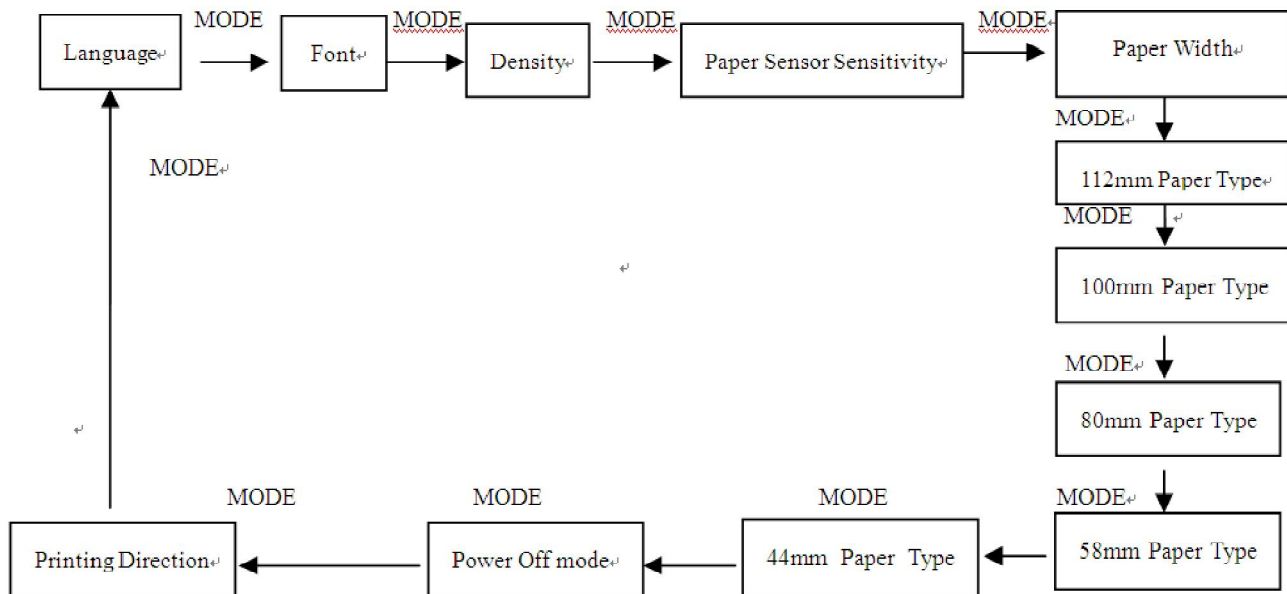 MODE MODE MODE MODE
Language Font Density Paper Sensor Sensitivity Paper Width
MODE
MODE
112mm Paper Type
MODE
100mm Paper Type
MODE
80mm Paper Type
MODE
MODE MODE MODE
Printing Direction Power Off mode 44mm Paper Type 58mm Paper Type